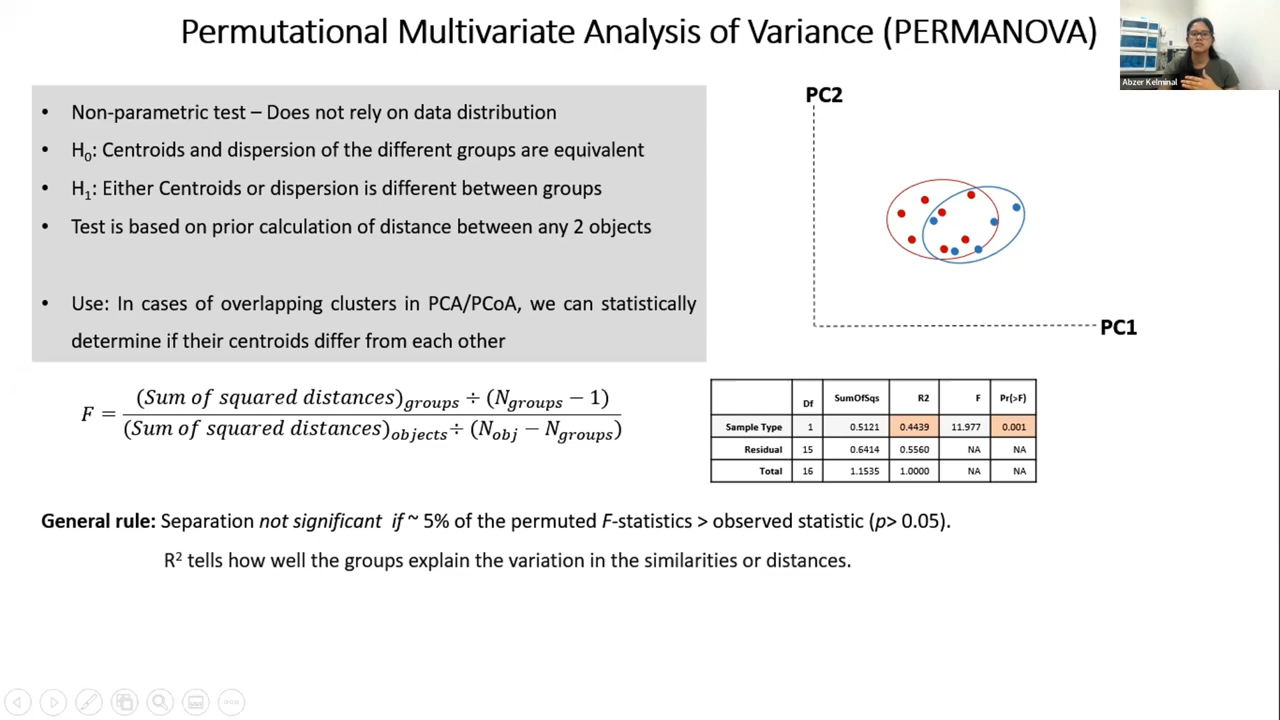 Permutational Multivariate Analysis of Variance (PERMANOVA)
Abzer Kelminal
• Non-parametric test – Does not rely on data distribution
• H0: Centroids and dispersion of the different groups are equivalent
• H1: Either Centroids or dispersion is different between groups
• Test is based on prior calculation of distance between any 2 objects
• Use: In cases of overlapping clusters in PCA/PCoA, we can statistically
determine if their centroids differ from each other
PC2
PC1
F = (Sum of squared distances)groups ÷ (Ngroups − 1)
(Sum of squared distances)objects ÷ (Nobj − Ngroups)
Df SumOfSqs R2 F Pr(>F)
Sample Type 1 0.5121 0.4439 11.977 0.001
Residual 15 0.6414 0.5560 NA NA
Total 16 1.1535 1.0000 NA NA
General rule: Separation not significant if ~ 5% of the permuted F-statistics > observed statistic (p> 0.05).
R² tells how well the groups explain the variation in the similarities or distances.